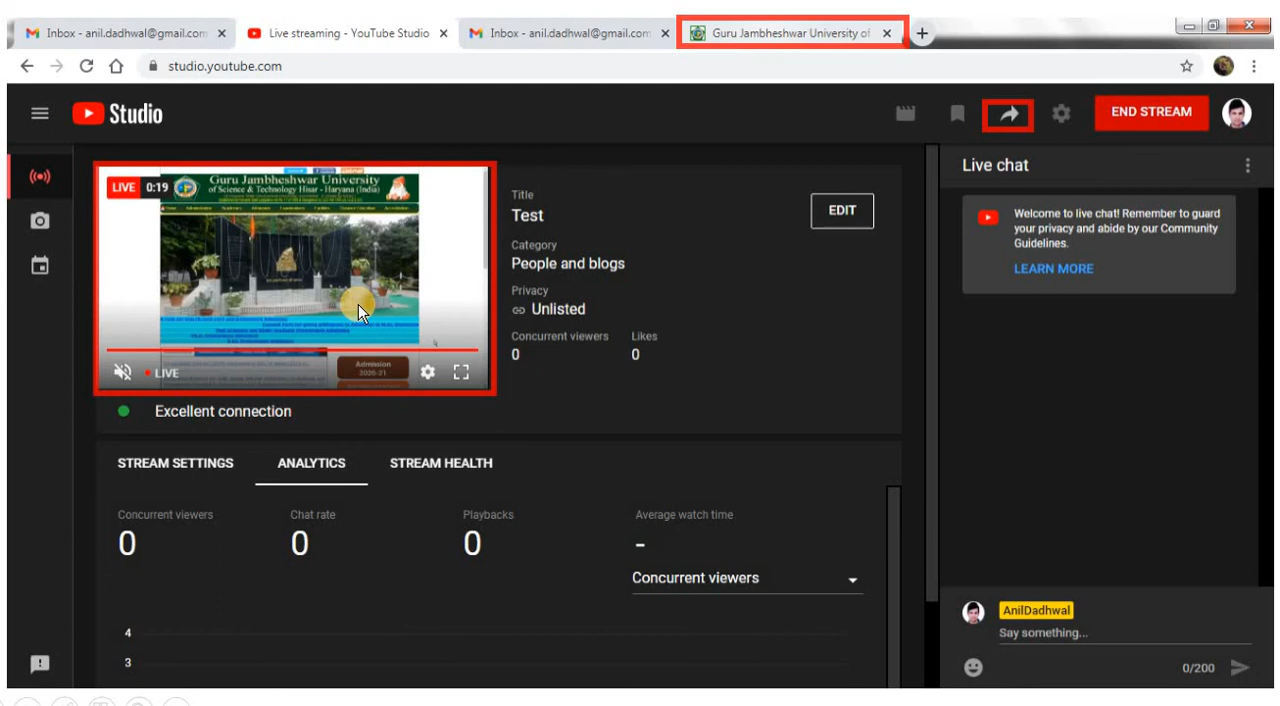 Inbox - anil.dadhwal@gmail.com
Live streaming - YouTube Studio
Inbox - anil.dadhwal@gmail.com
Guru Jambheshwar University of
studio.youtube.com
Studio
END STREAM
LIVE 0:19
Guru Jambheshwar University
of Science & Technology Hisar - Haryana (India)
Admission
2020-21
LIVE
Excellent connection
Title
Test
EDIT
Category
People and blogs
Privacy
Unlisted
Concurrent viewers Likes
0 0
STREAM SETTINGS ANALYTICS STREAM HEALTH
Concurrent viewers Chat rate Playbacks Average watch time
0 0 0 -
Concurrent viewers
4
3
Live chat
Welcome to live chat! Remember to guard
your privacy and abide by our Community
Guidelines.
LEARN MORE
AnilDadhwal
Say something...
0/200